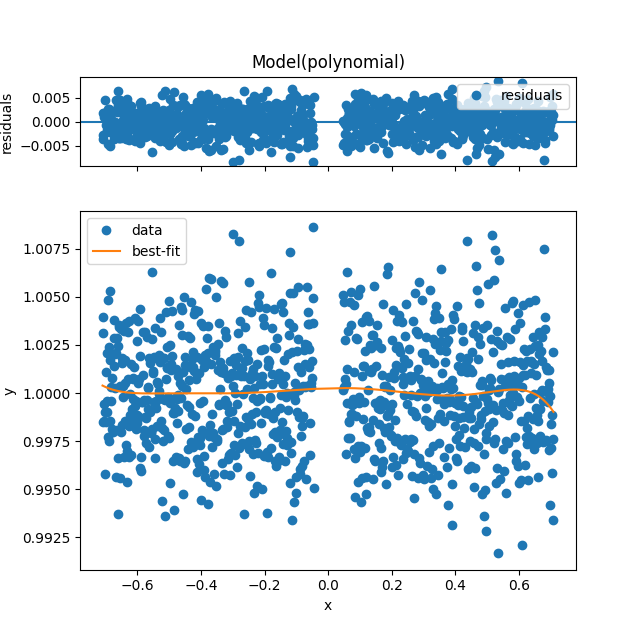 Model(polynomial)
residuals
0.005
0.000
−0.005
residuals
data
best-fit
y
1.0075
1.0050
1.0025
1.0000
0.9975
0.9950
0.9925
−0.6 −0.4 −0.2 0.0 0.2 0.4 0.6
x